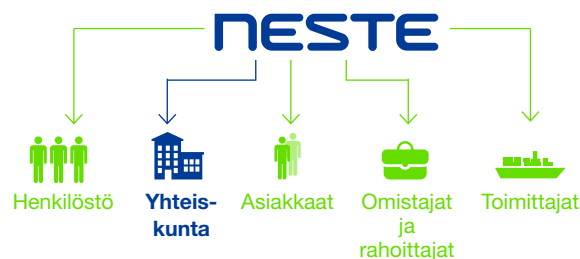 NESTE
Henkilöstö
Yhteis-
kunta
Asiakkaat
Omistajat
ja
rahoittajat
Toimittajat